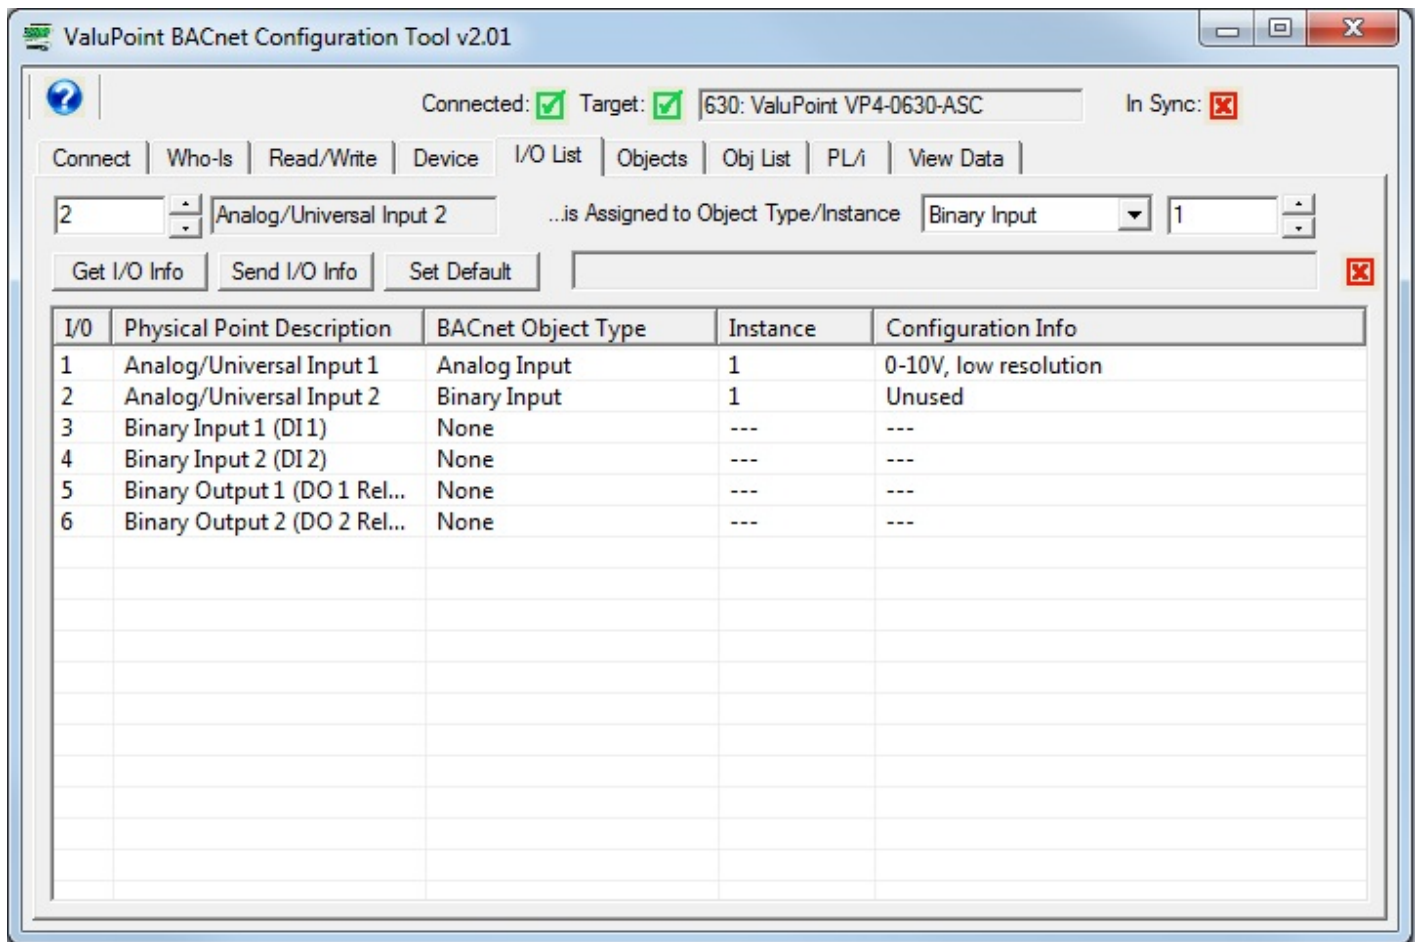 ValuPoint BACnet Configuration Tool v2.01
Connected: Target: 630: ValuPoint VP4-0630-ASC In Sync:
Connect Who-Is Read/Write Device I/O List Objects Obj List PL/i View Data
2 Analog/Universal Input 2 ...is Assigned to Object Type/Instance Binary Input 1
Get I/O Info Send I/O Info Set Default
I/0 Physical Point Description BACnet Object Type Instance Configuration Info
1 Analog/Universal Input 1 Analog Input 1 0-10V, low resolution
2 Analog/Universal Input 2 Binary Input 1 Unused
3 Binary Input 1 (DI 1) None --- ---
4 Binary Input 2 (DI 2) None --- ---
5 Binary Output 1 (DO 1 Rel... None --- ---
6 Binary Output 2 (DO 2 Rel... None --- ---